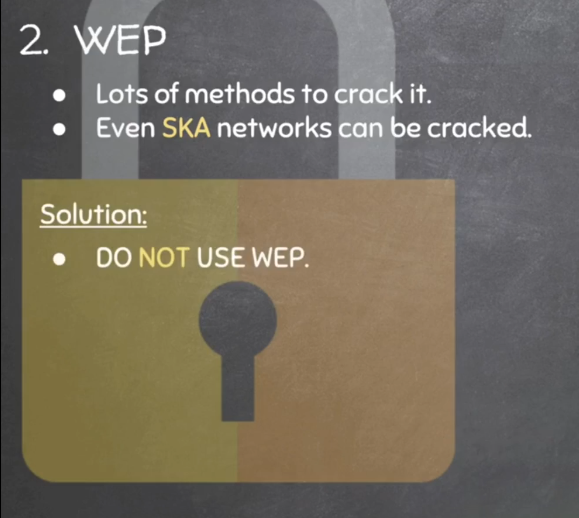 2. WEP
● Lots of methods to crack it.
● Even SKA networks can be cracked.
Solution:
● DO NOT USE WEP.